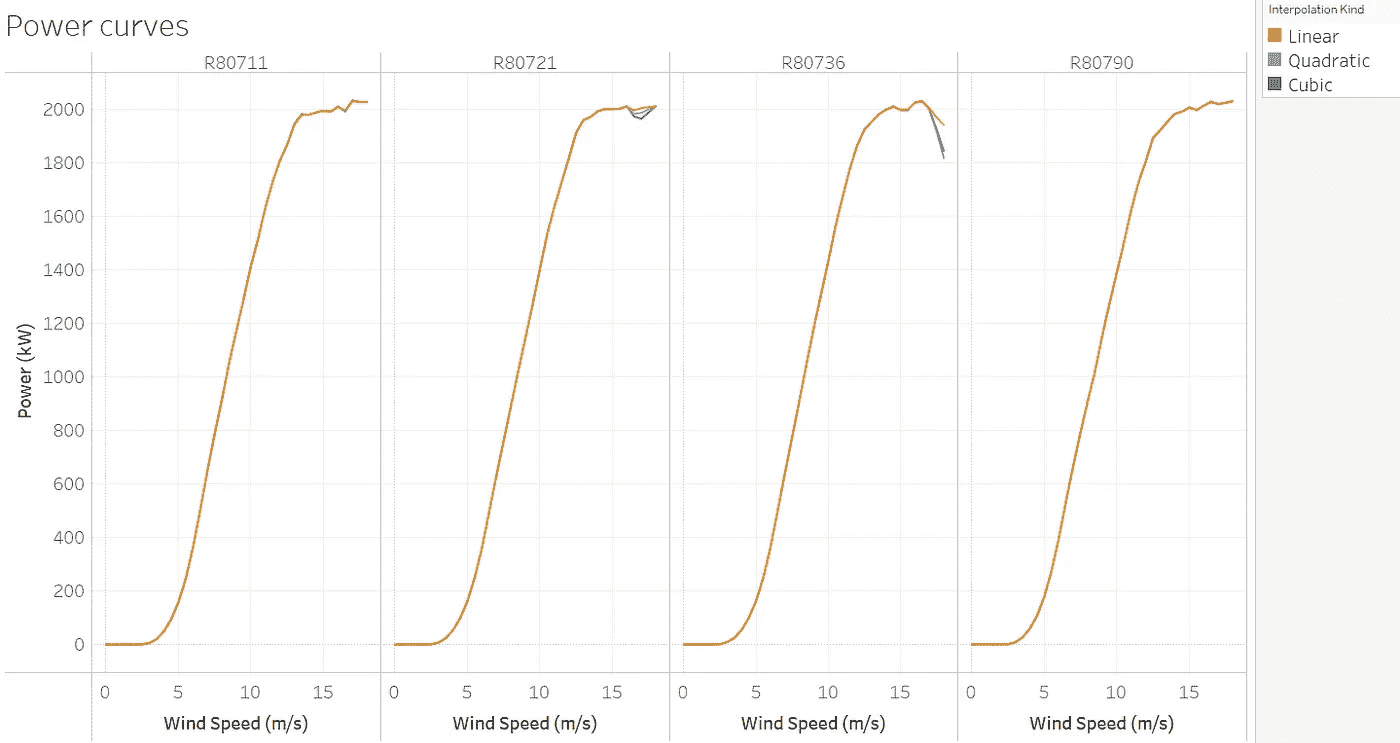 Power curves
Interpolation Kind
Linear
Quadratic
Cubic
R80711 R80721 R80736 R80790
2000
1800
1600
1400
1200
1000
800
600
400
200
0
Power (kW)
0 5 10 15 0 5 10 15 0 5 10 15 0 5 10 15
Wind Speed (m/s) Wind Speed (m/s) Wind Speed (m/s) Wind Speed (m/s)